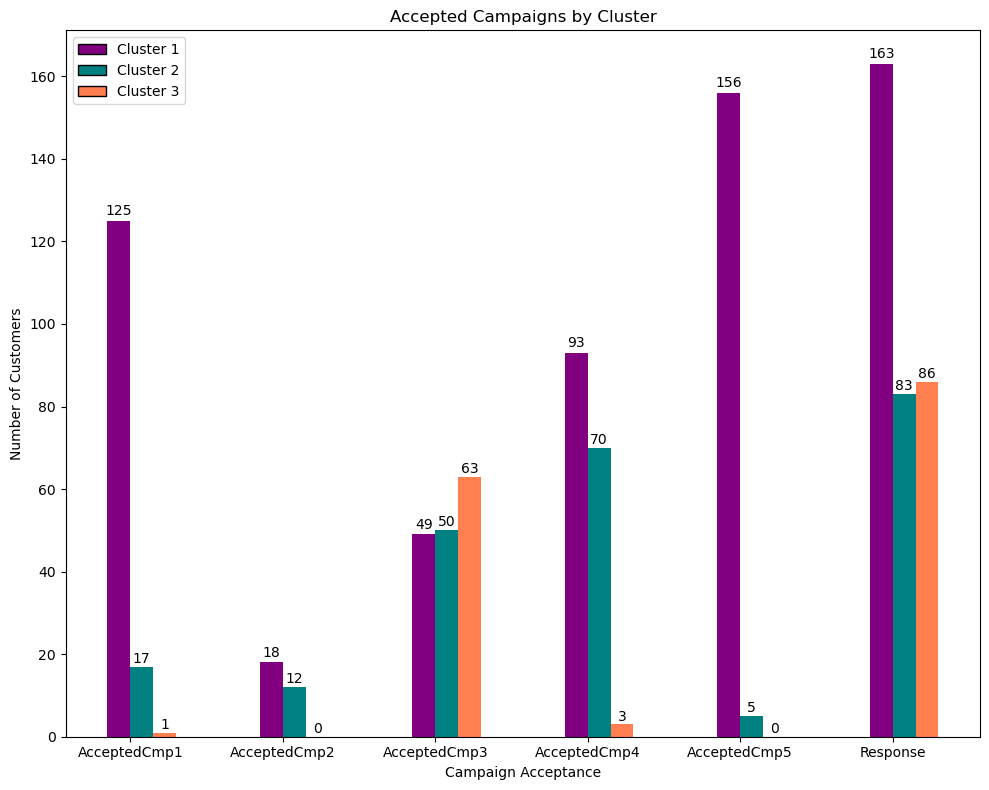 Accepted Campaigns by Cluster
Cluster 1
Cluster 2
Cluster 3
Number of Customers
160
140
120
100
80
60
40
20
0
125
17
1
18
12
0
49
50
63
93
70
3
156
5
0
163
83
86
AcceptedCmp1
AcceptedCmp2
AcceptedCmp3
AcceptedCmp4
AcceptedCmp5
Response
Campaign Acceptance